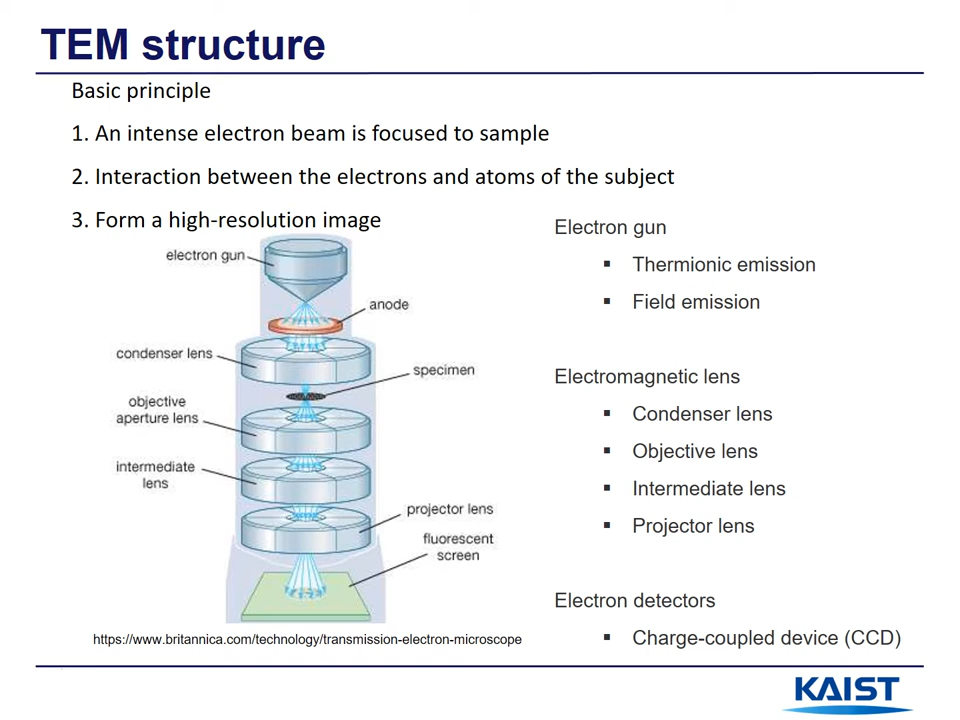 TEM structure
Basic principle
1. An intense electron beam is focused to sample
2. Interaction between the electrons and atoms of the subject
3. Form a high-resolution image
electron gun
anode
condenser lens
specimen
objective
aperture lens
intermediate
lens
projector lens
fluorescent
screen
https://www.britannica.com/technology/transmission-electron-microscope
Electron gun
▪ Thermionic emission
▪ Field emission
Electromagnetic lens
▪ Condenser lens
▪ Objective lens
▪ Intermediate lens
▪ Projector lens
Electron detectors
▪ Charge-coupled device (CCD)
KAIST